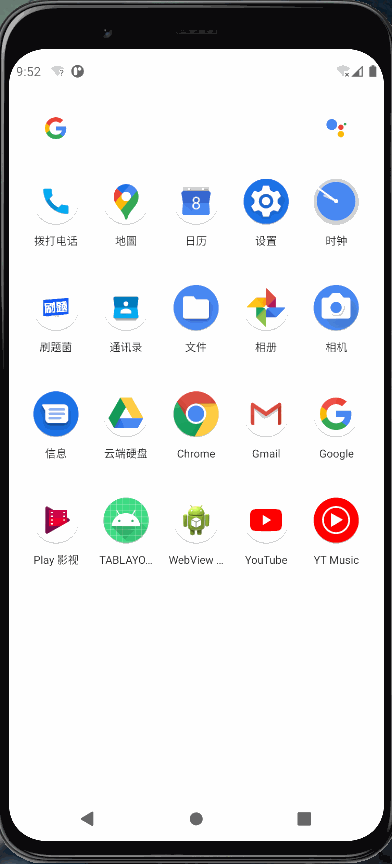 9:52
拨打电话
地图
8
日历
设置
时钟
刷题
刷题菌
通讯录
文件
相册
相机
信息
云端硬盘
Chrome
Gmail
Google
Play 影视
TABLAYO...
WebView ...
YouTube
YT Music